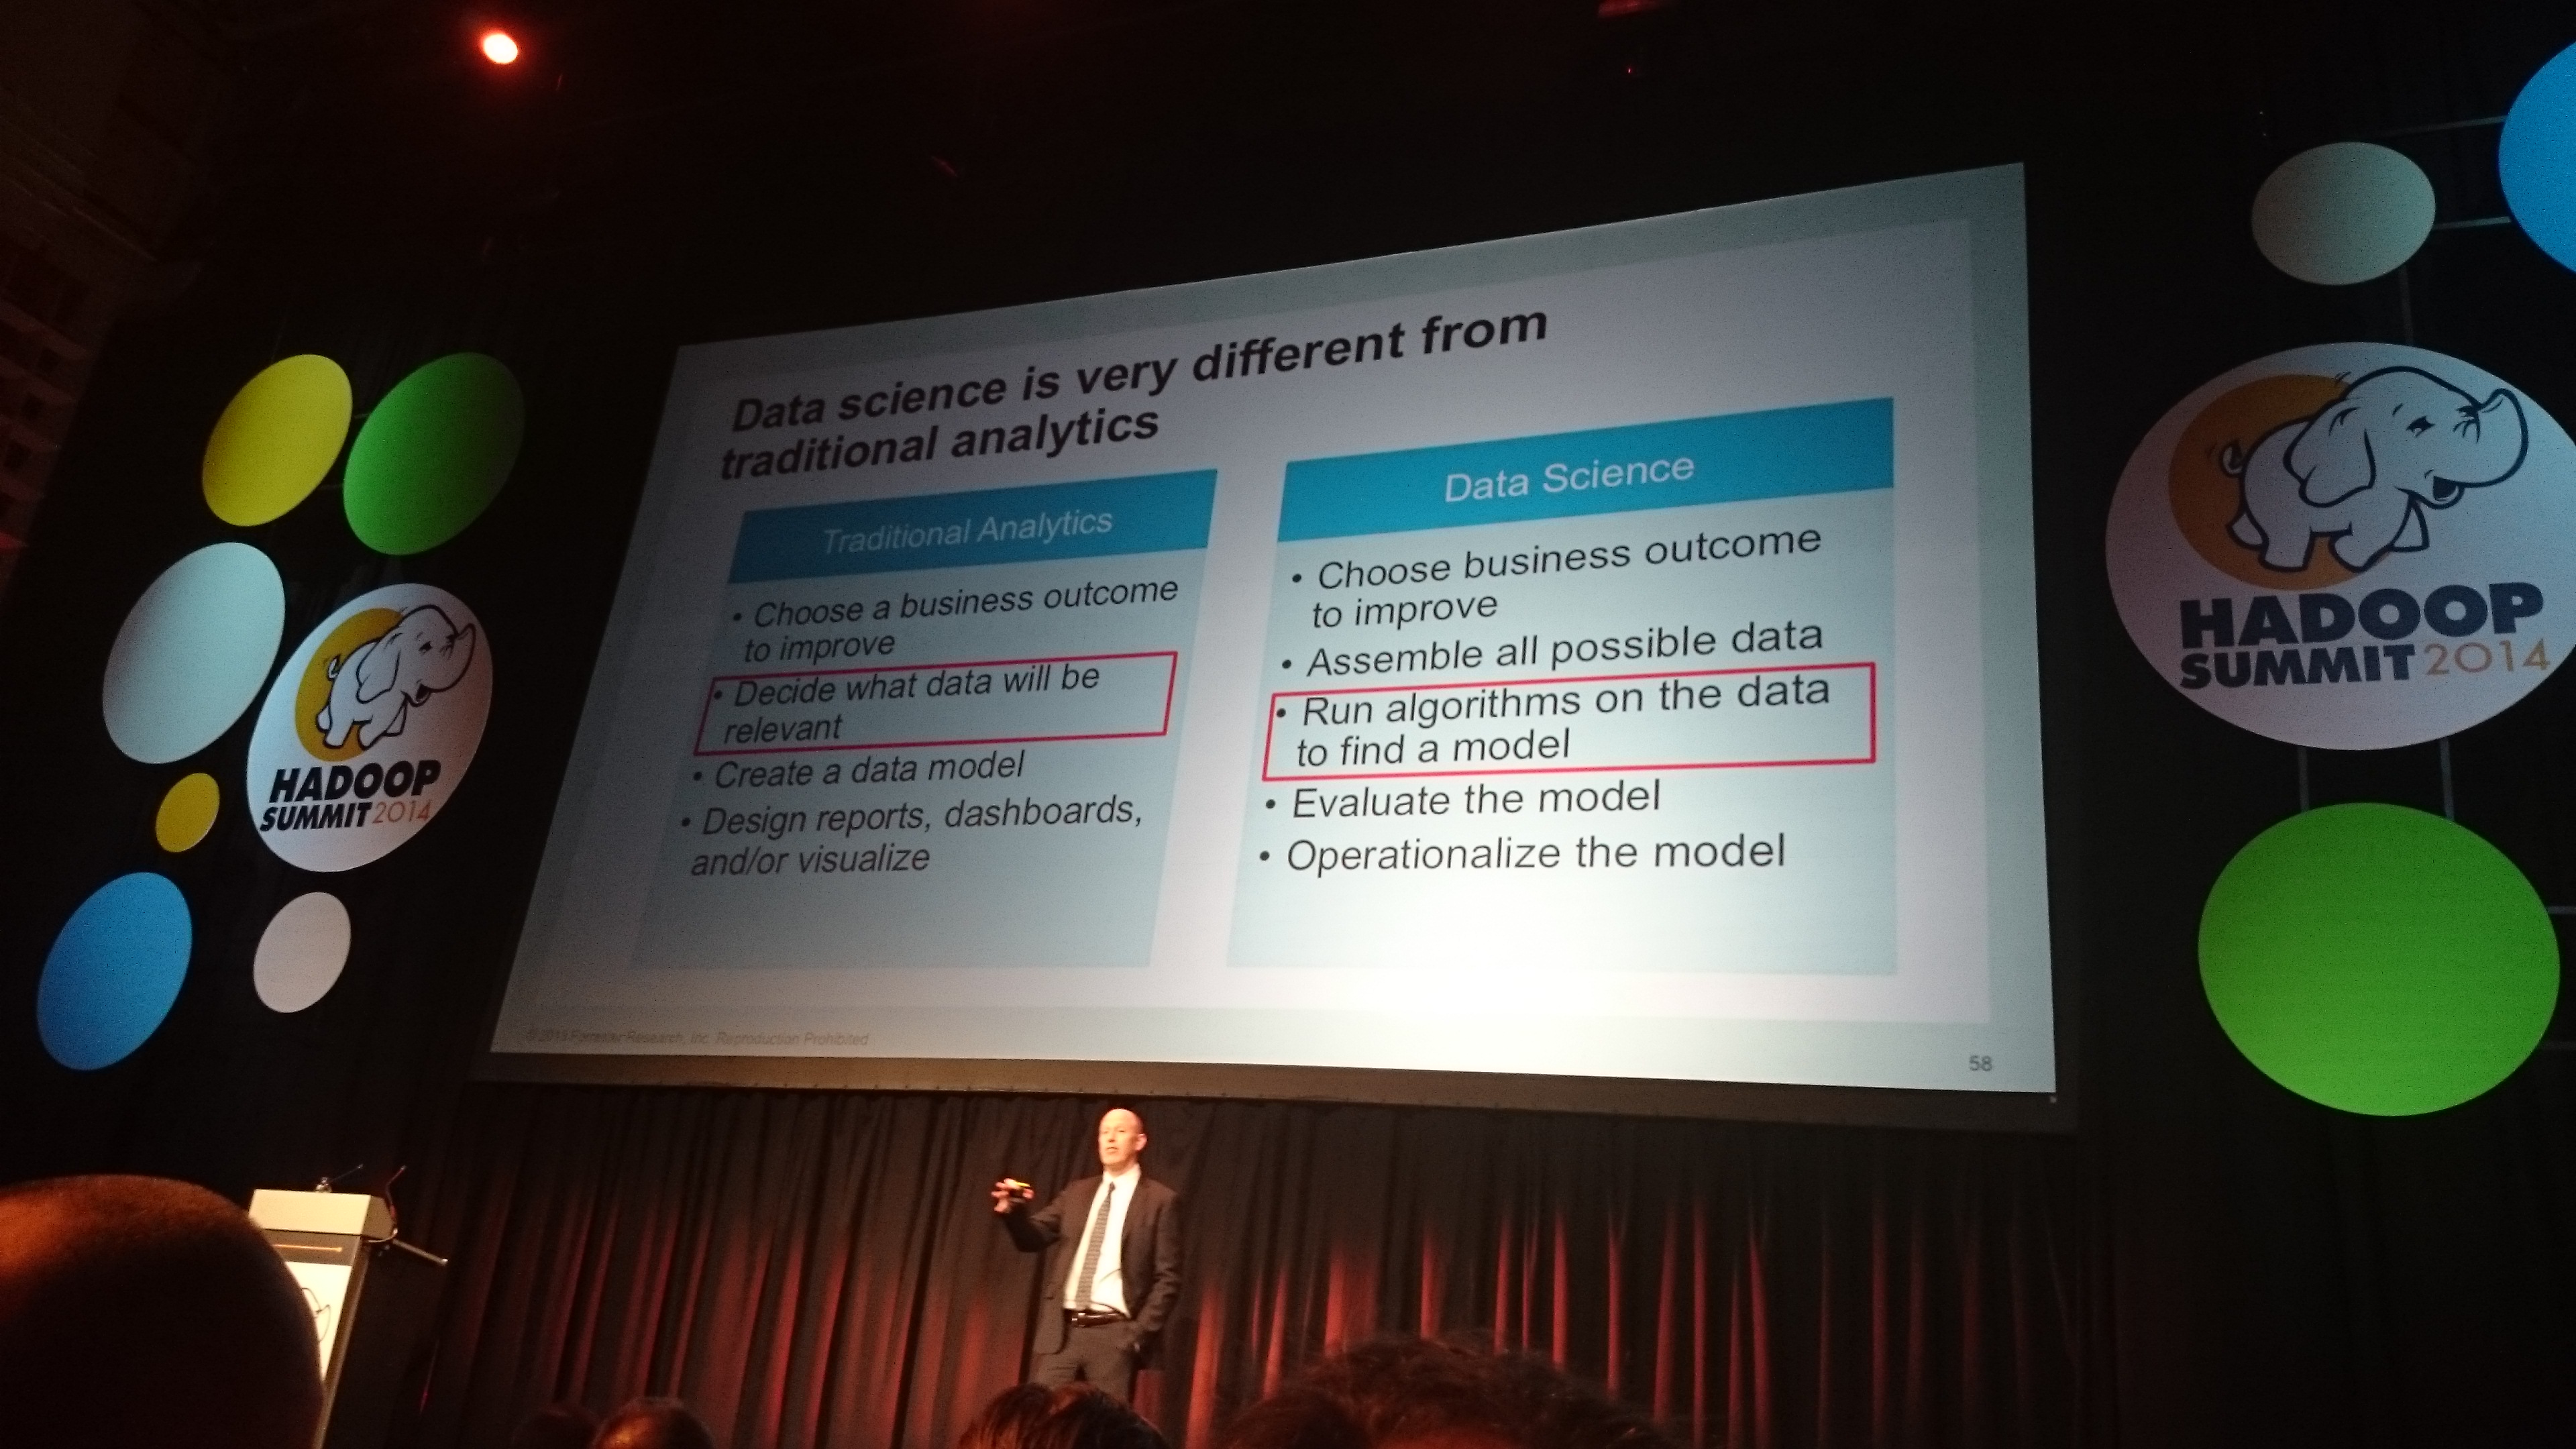 Data science is very different from
traditional analytics
Traditional Analytics
• Choose a business outcome
to improve
• Decide what data will be
relevant
• Create a data model
• Design reports, dashboards,
and/or visualize
Data Science
• Choose business outcome
to improve
• Assemble all possible data
• Run algorithms on the data
to find a model
• Evaluate the model
• Operationalize the model
© 2013 Forrester Research, Inc. Reproduction Prohibited
58
HADOOP
SUMMIT 2014
HADOOP
SUMMIT 2014